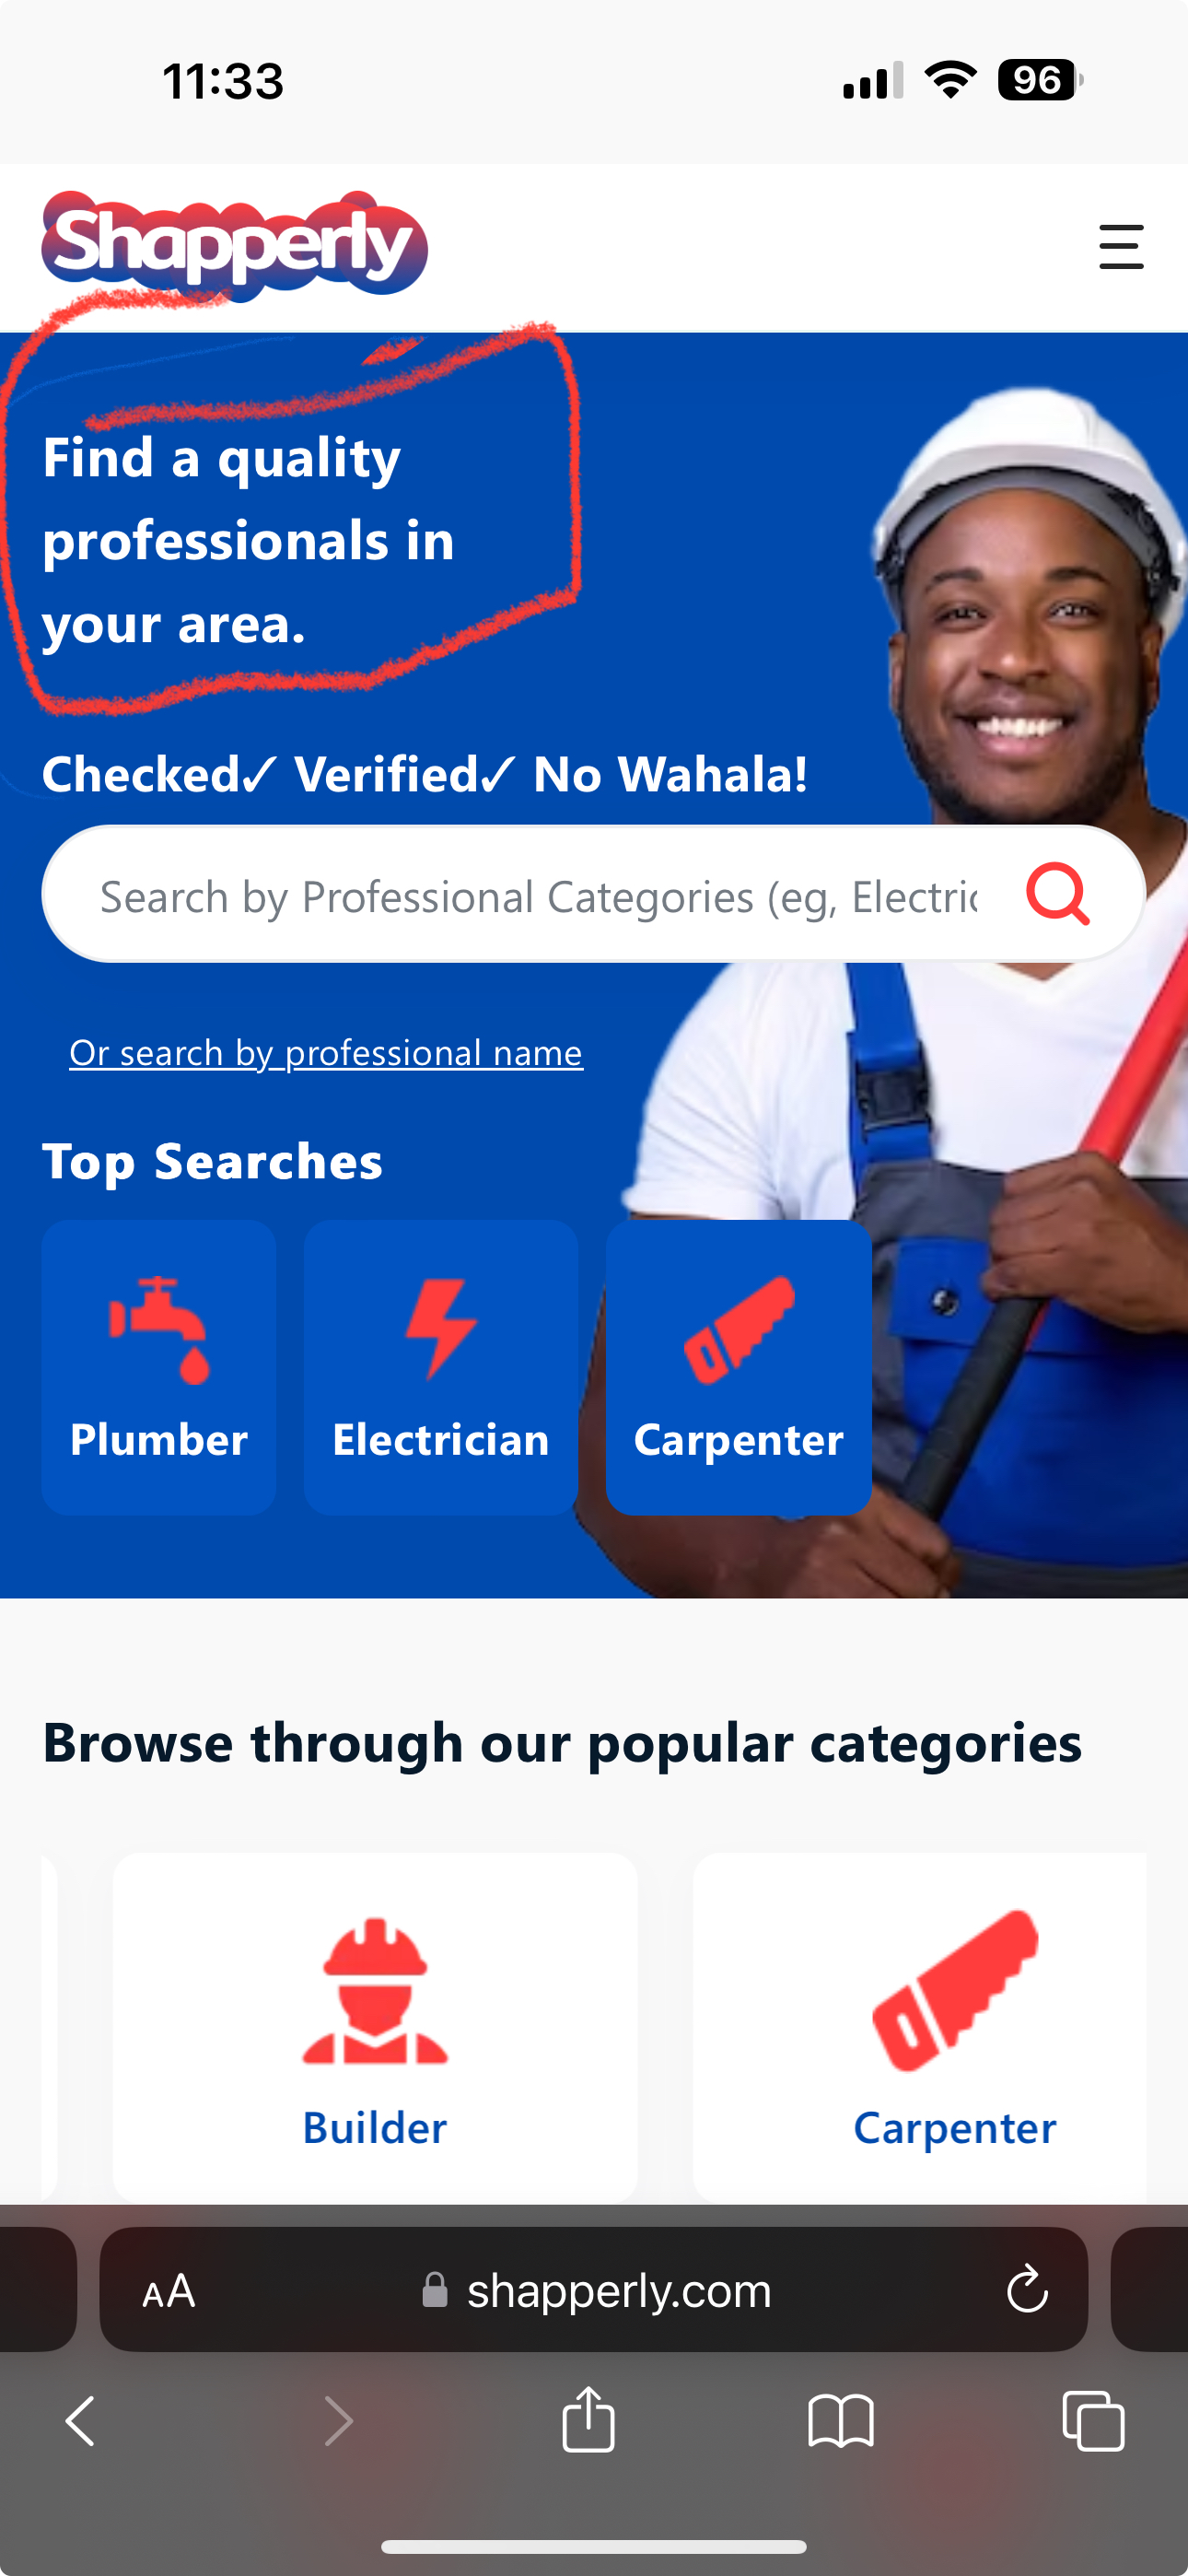 11:33
96
Shapperly
Find a quality
professionals in
your area.
Checked✓ Verified✓ No Wahala!
Search by Professional Categories (eg, Electric
Or search by professional name
Top Searches
Plumber
Electrician
Carpenter
Browse through our popular categories
Builder
Carpenter
AA
shapperly.com